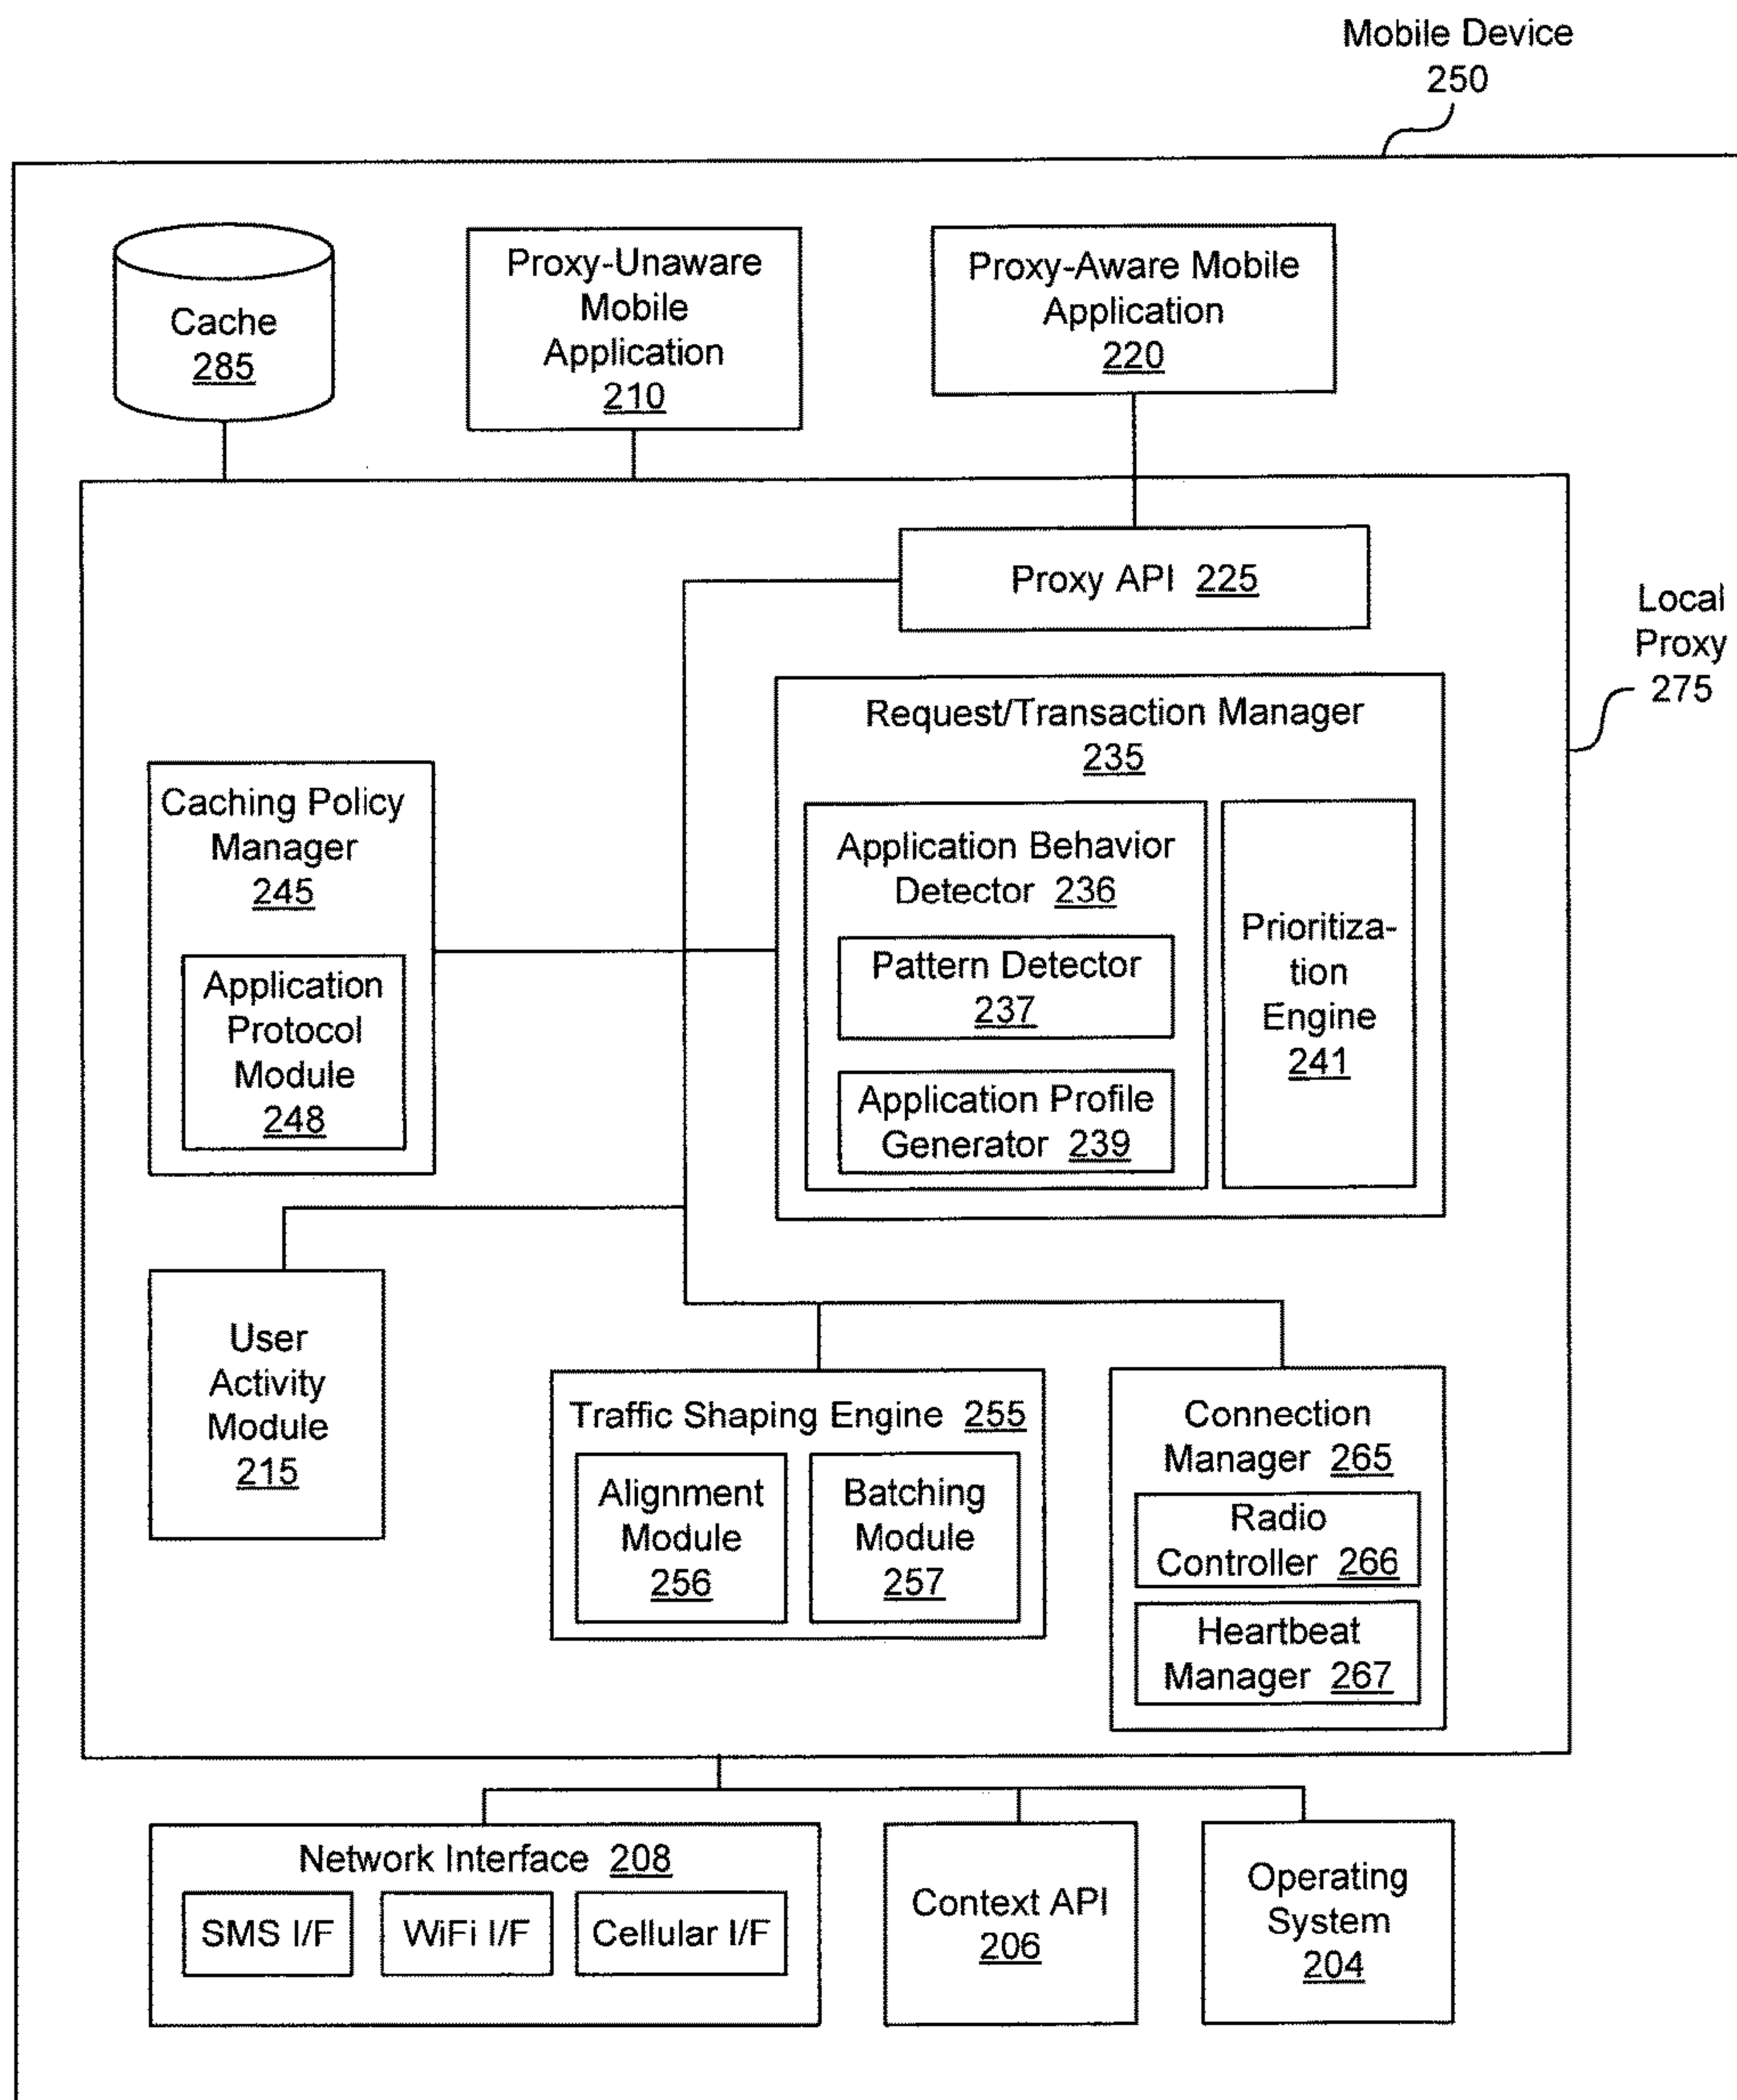 Mobile Device
250
Cache
285
Proxy-Unaware
Mobile
Application
210
Proxy-Aware Mobile
Application
220
Proxy API 225
Local
Proxy
275
Request/Transaction Manager
235
Caching Policy
Manager
245
Application
Protocol
Module
248
Application Behavior
Detector 236
Pattern Detector
237
Application Profile
Generator 239
Prioritiza-
tion
Engine
241
User
Activity
Module
215
Traffic Shaping Engine 255
Alignment
Module
256
Batching
Module
257
Connection
Manager 265
Radio
Controller 266
Heartbeat
Manager 267
Network Interface 208
SMS I/F
WiFi I/F
Cellular I/F
Context API
206
Operating
System
204